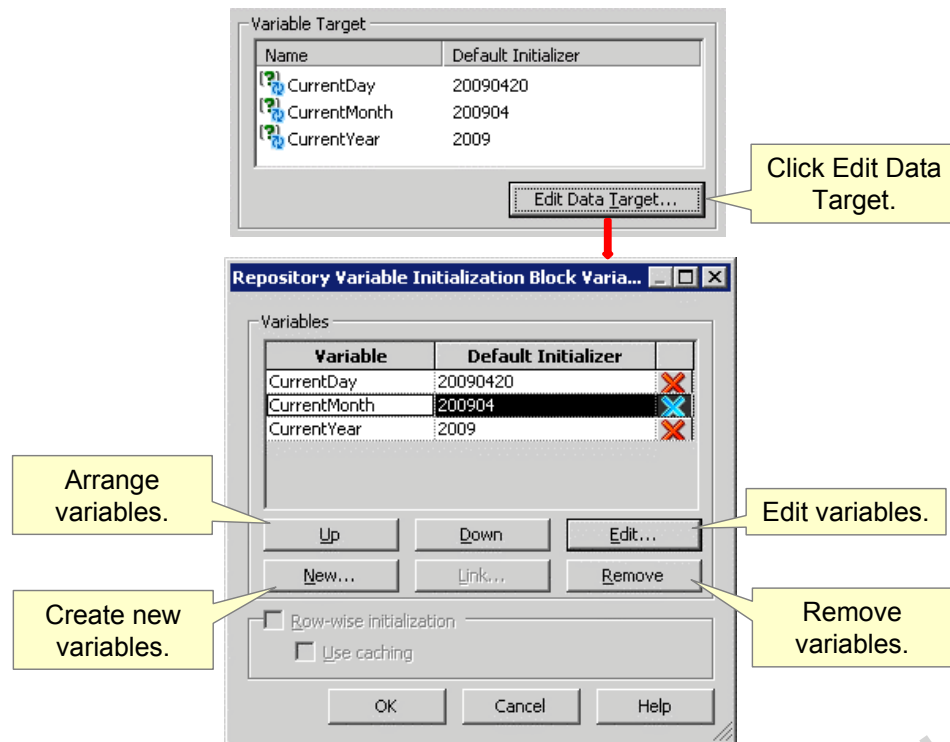 Variable Target
Name Default Initializer
CurrentDay 20090420
CurrentMonth 200904
CurrentYear 2009
Edit Data Target...
Click Edit Data
Target.
Repository Variable Initialization Block Varia...
Variables
Variable Default Initializer
CurrentDay 20090420
CurrentMonth 200904
CurrentYear 2009
Arrange
variables.
Up Down Edit...
Edit variables.
New... Link... Remove
Create new
variables.
Remove
variables.
Row-wise initialization
Use caching
OK Cancel Help